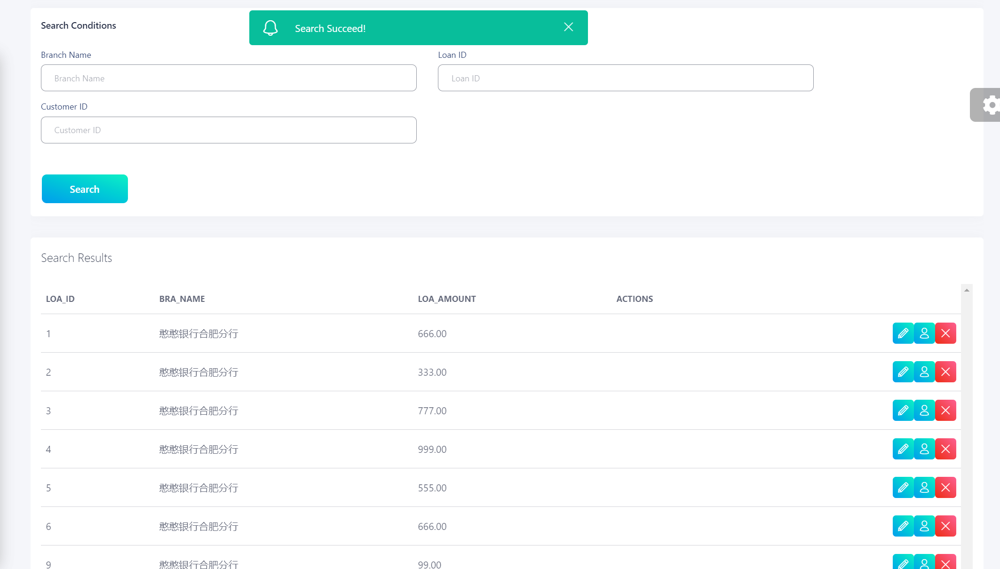 Search Conditions
Search Succeed!
Branch Name
Loan ID
Branch Name
Loan ID
Customer ID
Customer ID
Search
Search Results
LOA_ID BRA_NAME LOA_AMOUNT ACTIONS
1 憨憨银行合肥分行 666.00
2 憨憨银行合肥分行 333.00
3 憨憨银行合肥分行 777.00
4 憨憨银行合肥分行 999.00
5 憨憨银行合肥分行 555.00
6 憨憨银行合肥分行 666.00
9 憨憨银行合肥分行 99.00